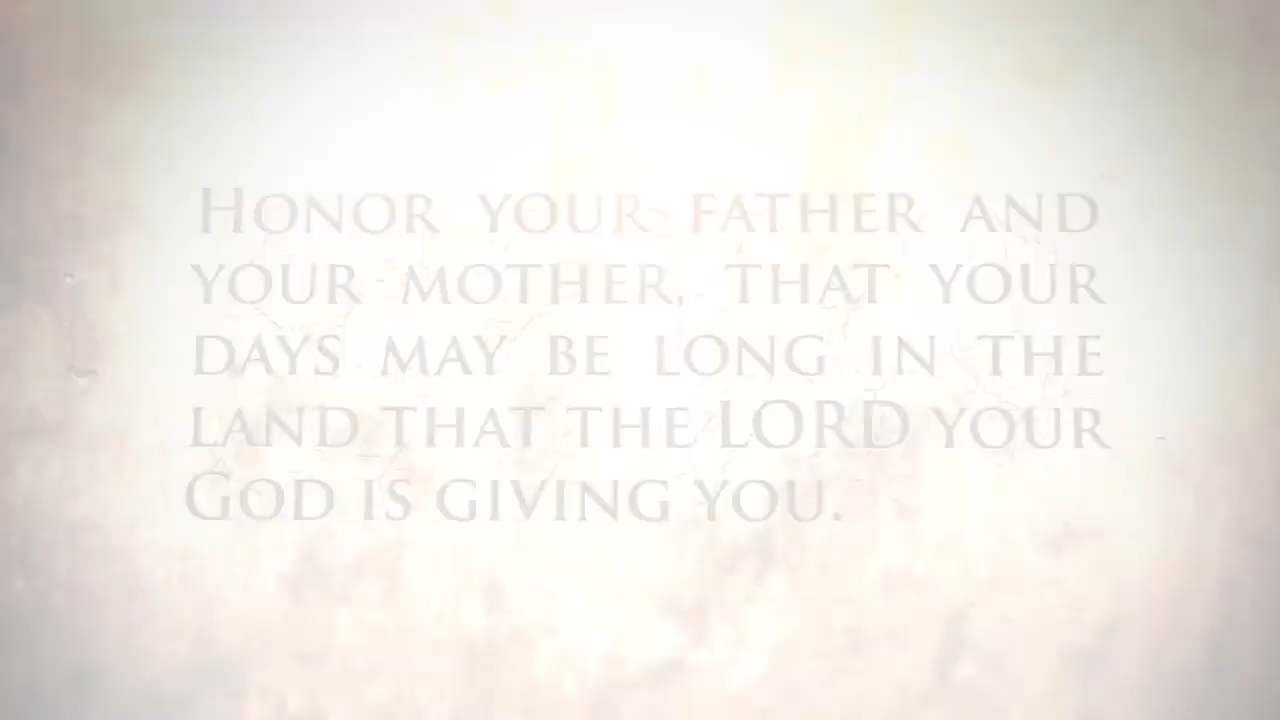 Honor your father and
your mother, that your
days may be long in the
land that the LORD your
God is giving you.